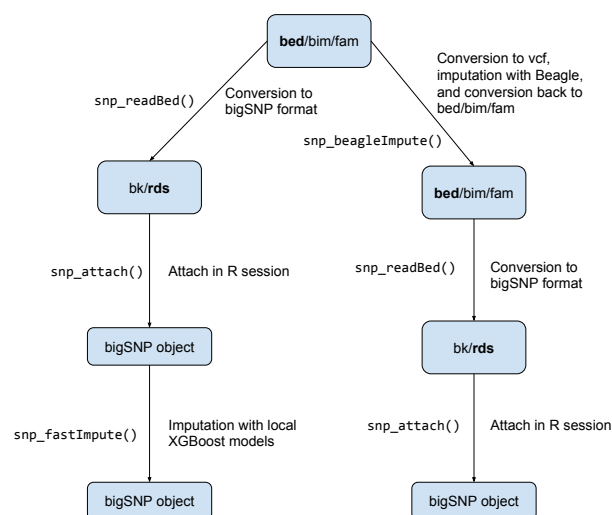 bed/bim/fam
snp_readBed()
Conversion to
bigSNP format
Conversion to vcf,
imputation with Beagle,
and conversion back to
bed/bim/fam
snp_beagleImpute()
bk/rds
bed/bim/fam
snp_attach()
Attach in R session
snp_readBed()
Conversion to
bigSNP format
bigSNP object
bk/rds
snp_fastImpute()
Imputation with local
XGBoost models
snp_attach()
Attach in R session
bigSNP object
bigSNP object